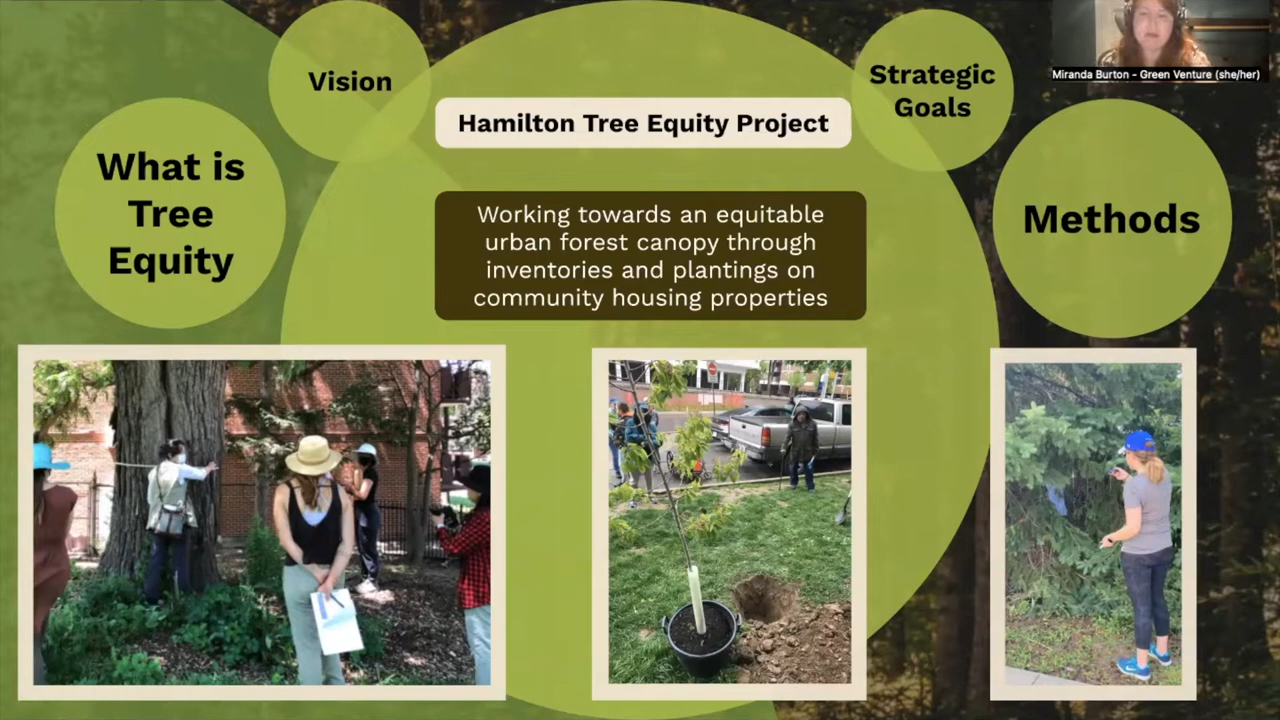 Vision
Strategic
Goals
Miranda Burton - Green Venture (she/her)
Hamilton Tree Equity Project
What is
Tree
Equity
Working towards an equitable
urban forest canopy through
inventories and plantings on
community housing properties
Methods